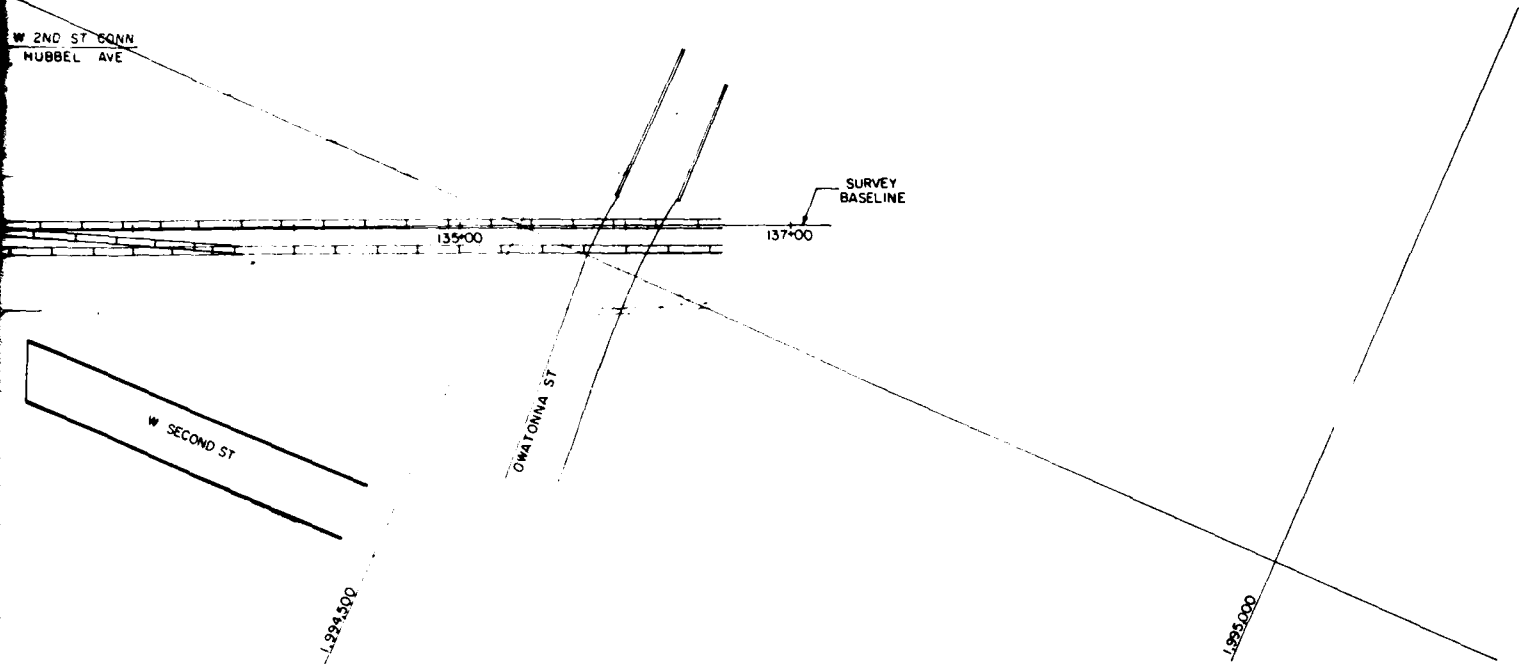 W 2ND ST CONN
HUBBEL AVE
SURVEY
BASELINE
135+00
137+00
OWATONNA ST
W SECOND ST
1,994,500
1,995,000